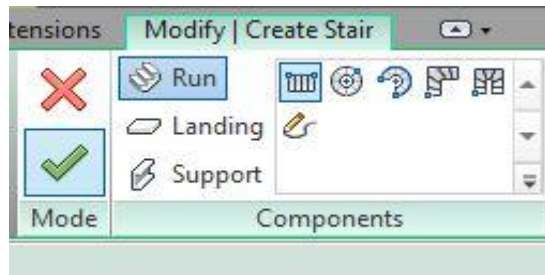 tensions Modify | Create Stair
Run
Landing
Support
Mode Components